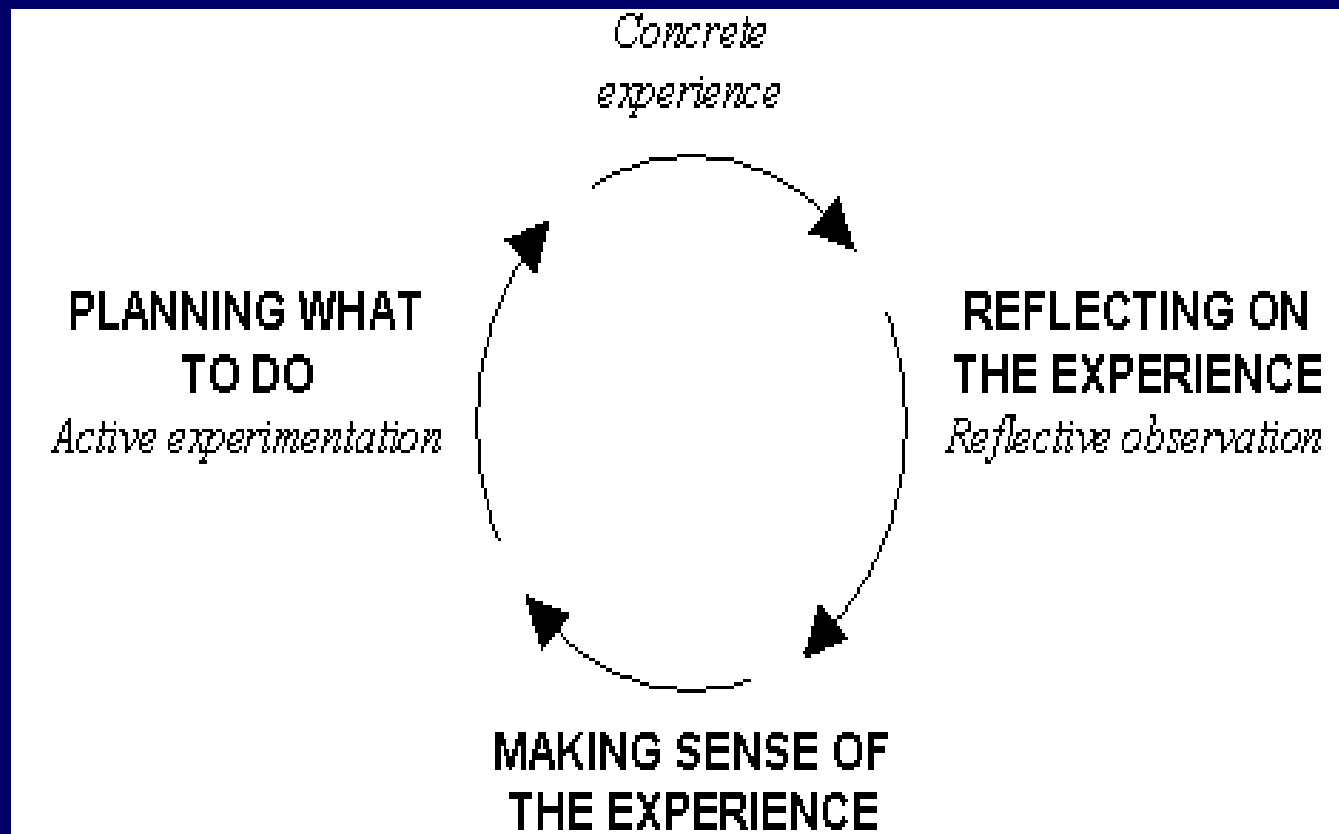 Concrete
experience
PLANNING WHAT
TO DO
Active experimentation
REFLECTING ON
THE EXPERIENCE
Reflective observation
MAKING SENSE OF
THE EXPERIENCE